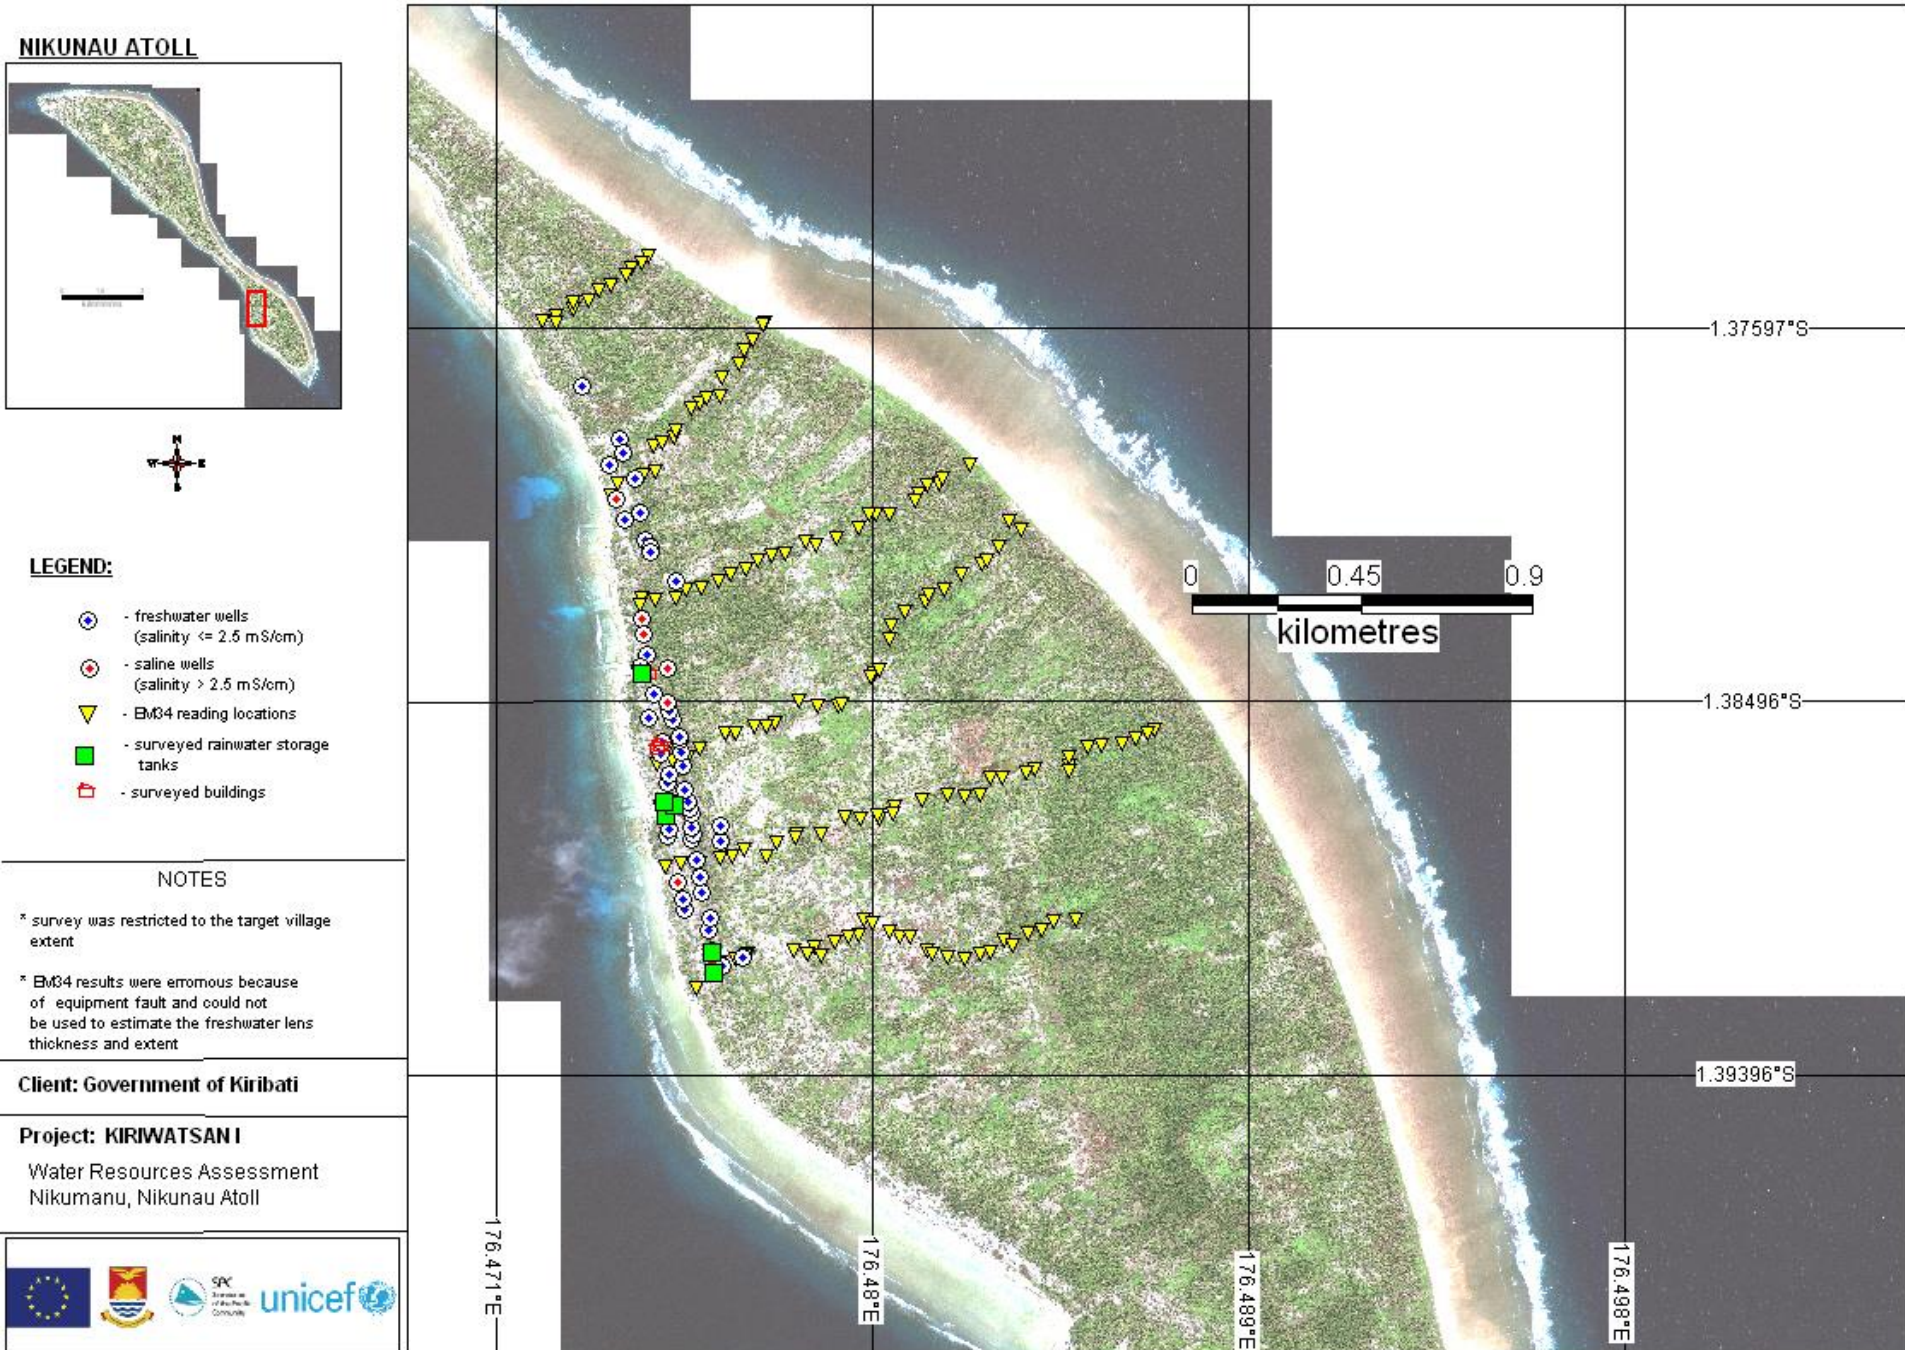 NIKUNAU ATOLL
N
W
E
S
LEGEND:
- freshwater wells
(salinity <= 2.5 mS/cm)
- saline wells
(salinity > 2.5 mS/cm)
- EM34 reading locations
- surveyed rainwater storage
tanks
- surveyed buildings
NOTES
* survey was restricted to the target village
extent
* EM34 results were erromous because
of equipment fault and could not
be used to estimate the freshwater lens
thickness and extent
Client: Government of Kiribati
Project: KIRIWATSAN I
Water Resources Assessment
Nikumanu, Nikunau Atoll
SPC
unicef
1.37597°S
0 0.45 0.9
kilometres
1.38496°S
1.39396°S
176.471°E
176.48°E
176.489°E
176.498°E